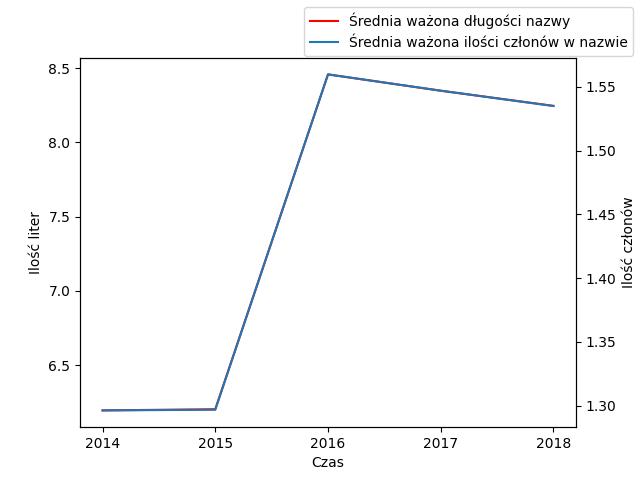 Średnia ważona długości nazwy
Średnia ważona ilości członów w nazwie
8.5
8.0
7.5
7.0
6.5
Ilość liter
1.55
1.50
1.45
1.40
1.35
1.30
Ilość członów
2014 2015 2016 2017 2018
Czas